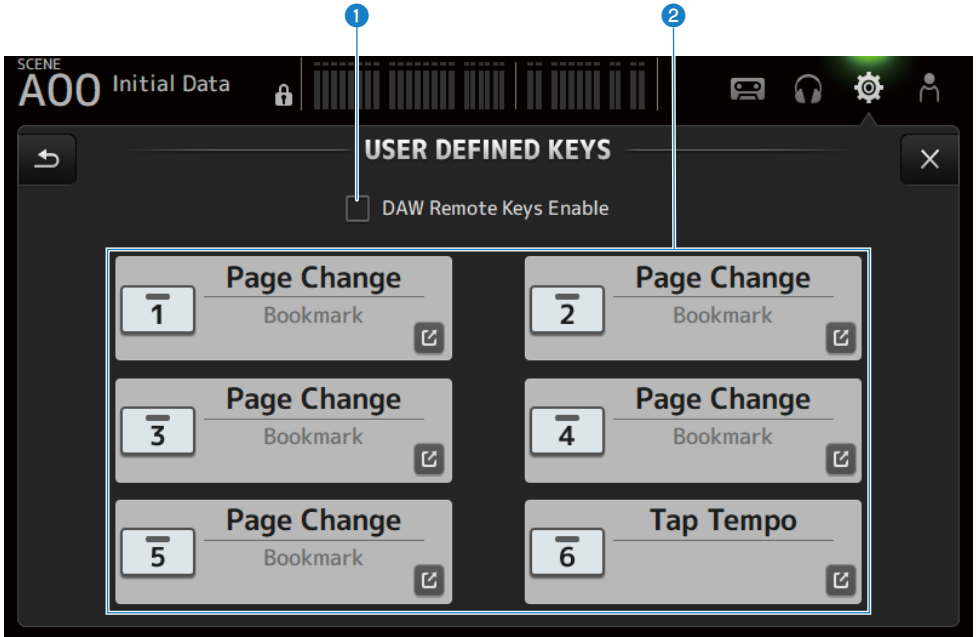 1 2
SCENE
A00 Initial Data
USER DEFINED KEYS
DAW Remote Keys Enable
1 Page Change
Bookmark
2 Page Change
Bookmark
3 Page Change
Bookmark
4 Page Change
Bookmark
5 Page Change
Bookmark
6 Tap Tempo